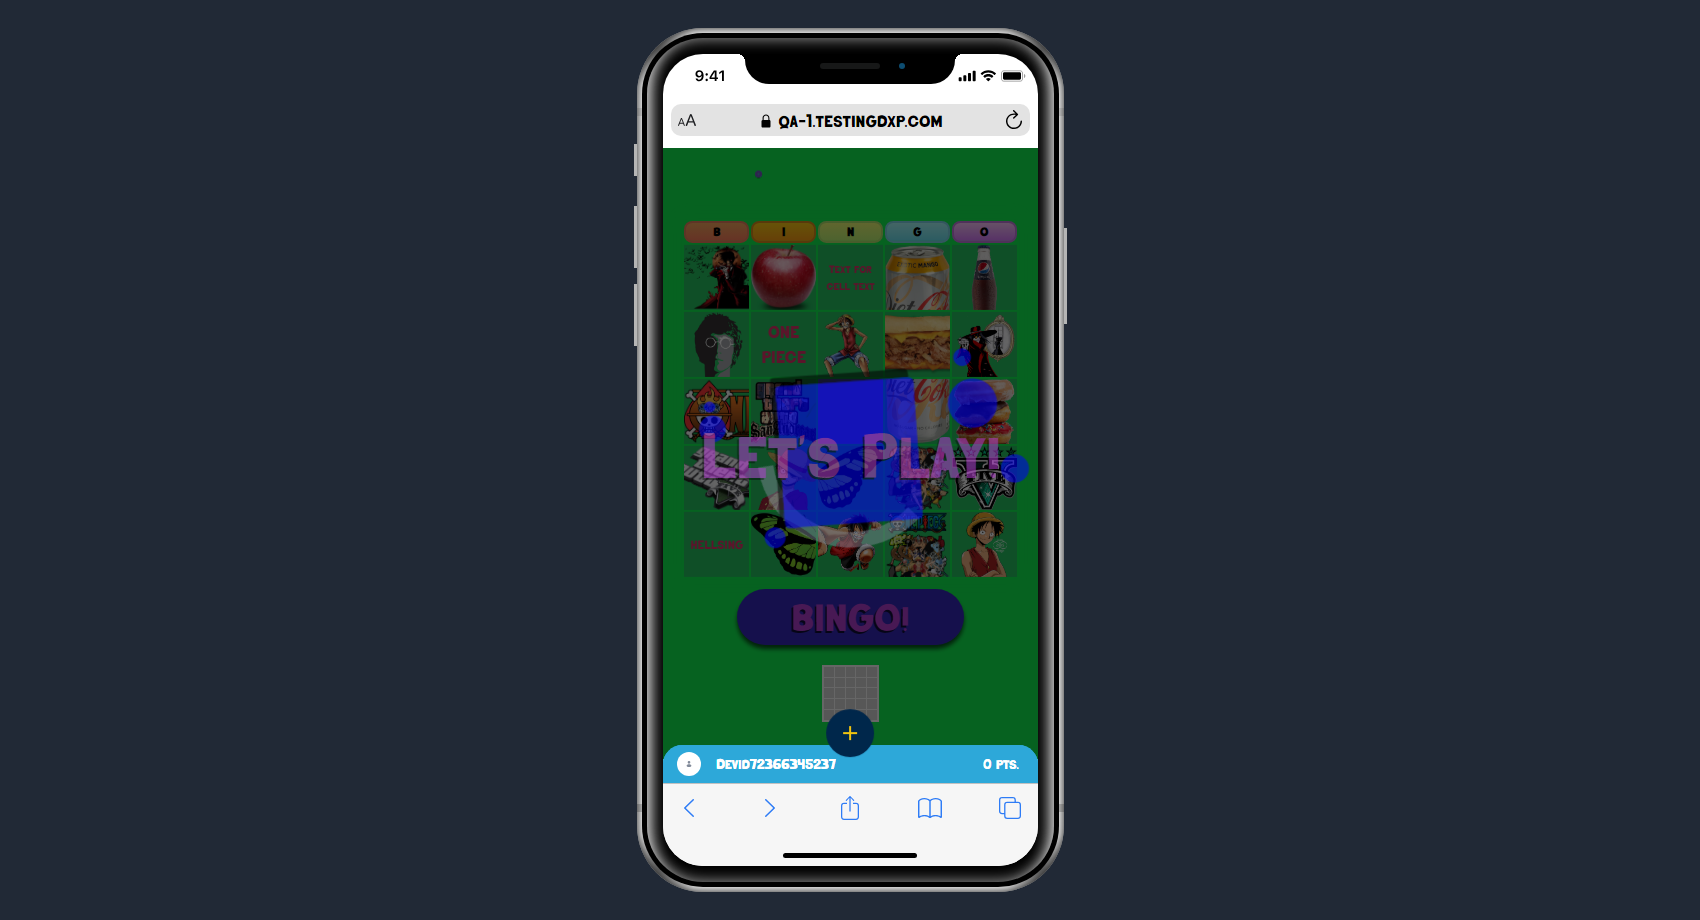 9:41
AA
QA-1.TESTINGDXP.COM
B I N G O
TEXT FOR
CELL TEXT
ONE
PIECE
LET'S PLAY!
HELLSING
BINGO!
+
DEVID72366345237
0 PTS.